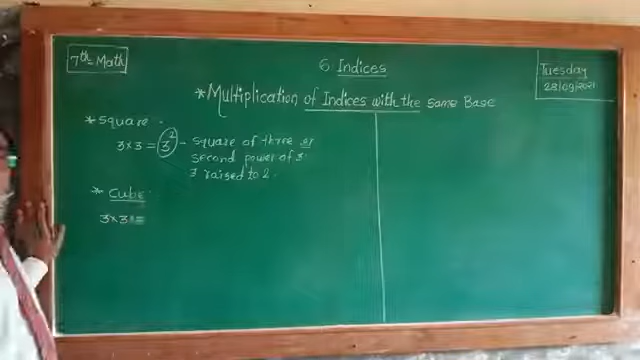 7th Math
6 Indices
Tuesday
28/09/2021
*Multiplication of Indices with the same Base
*Square -
3×3 = 3² - square of three or
second power of 3.
3 raised to 2.
* Cube -
3×3×=